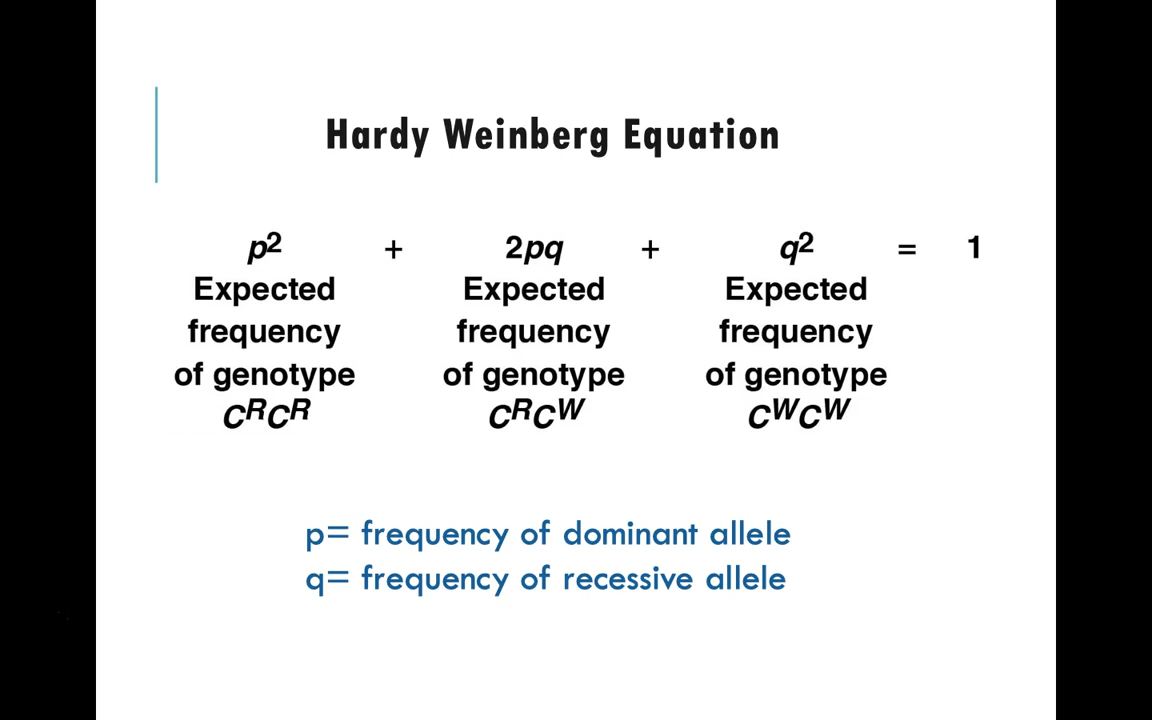 Hardy Weinberg Equation
p² + 2pq + q² = 1
Expected Expected Expected
frequency frequency frequency
of genotype of genotype of genotype
CᴿCᴿ CᴿCᵂ CᵂCᵂ
p= frequency of dominant allele
q= frequency of recessive allele